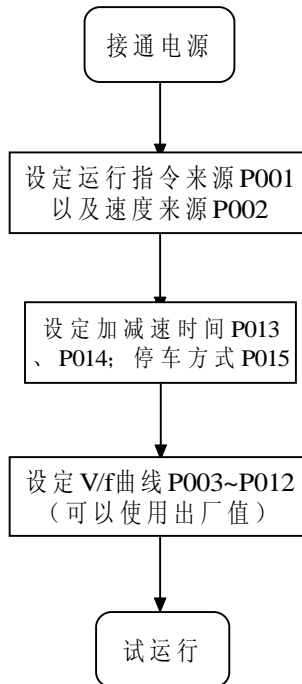 接通电源
设定运行指令来源P001
以及速度来源P002
设定加减速时间P013
、P014；停车方式P015
设定V/f曲线P003~P012
（可以使用出厂值）
试运行